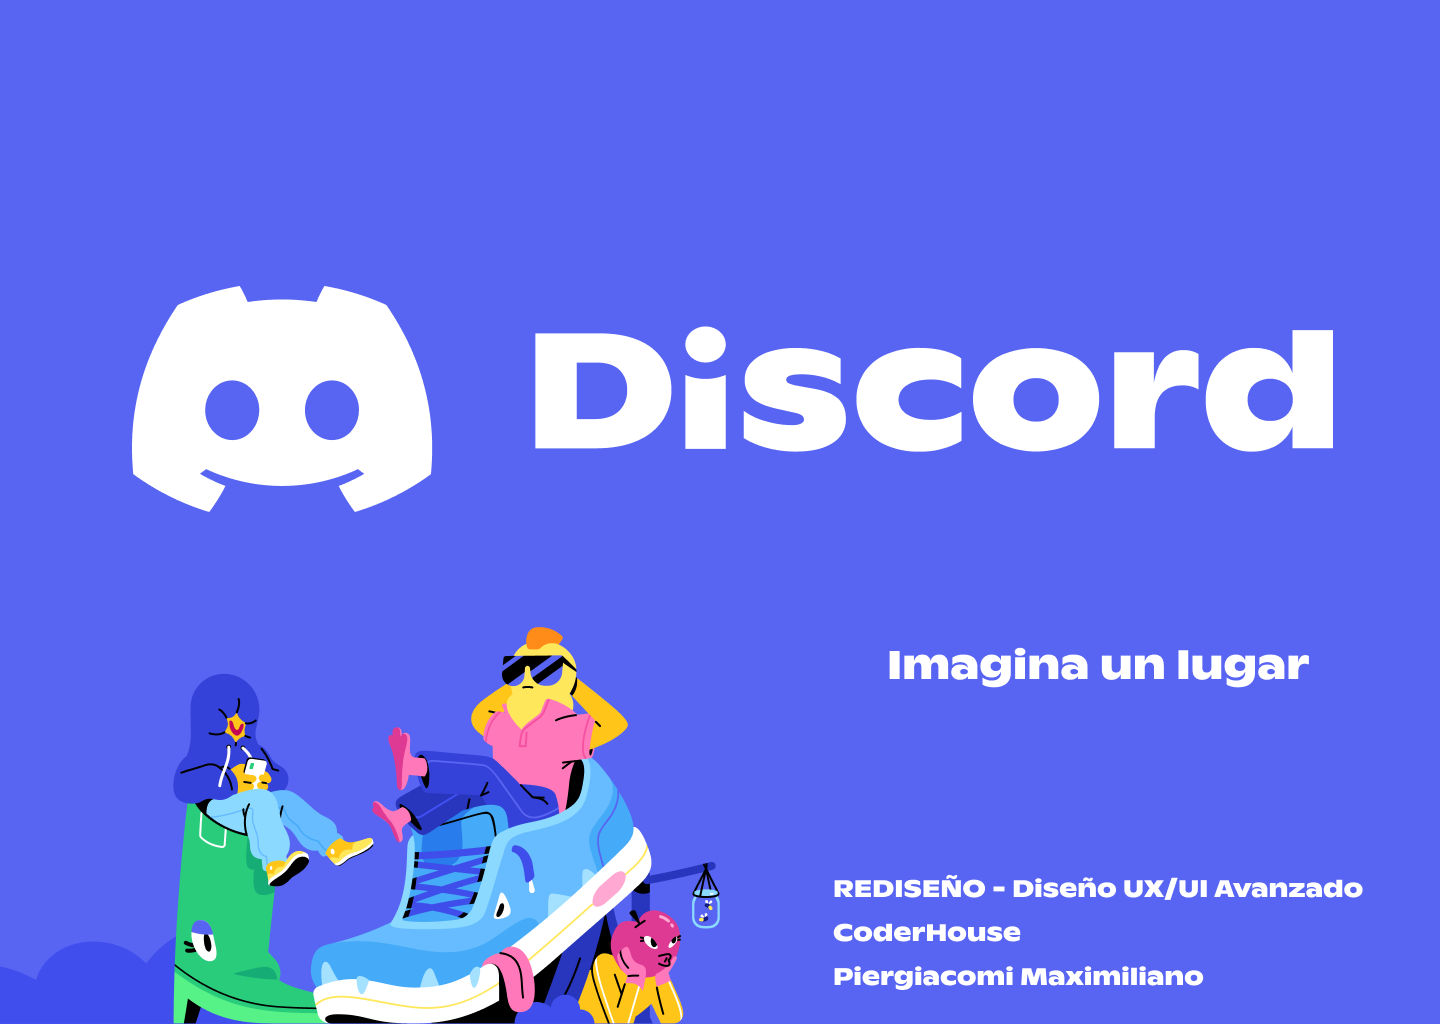 Discord
Imagina un lugar
REDISEÑO - Diseño UX/UI Avanzado
CoderHouse
Piergiacomi Maximiliano